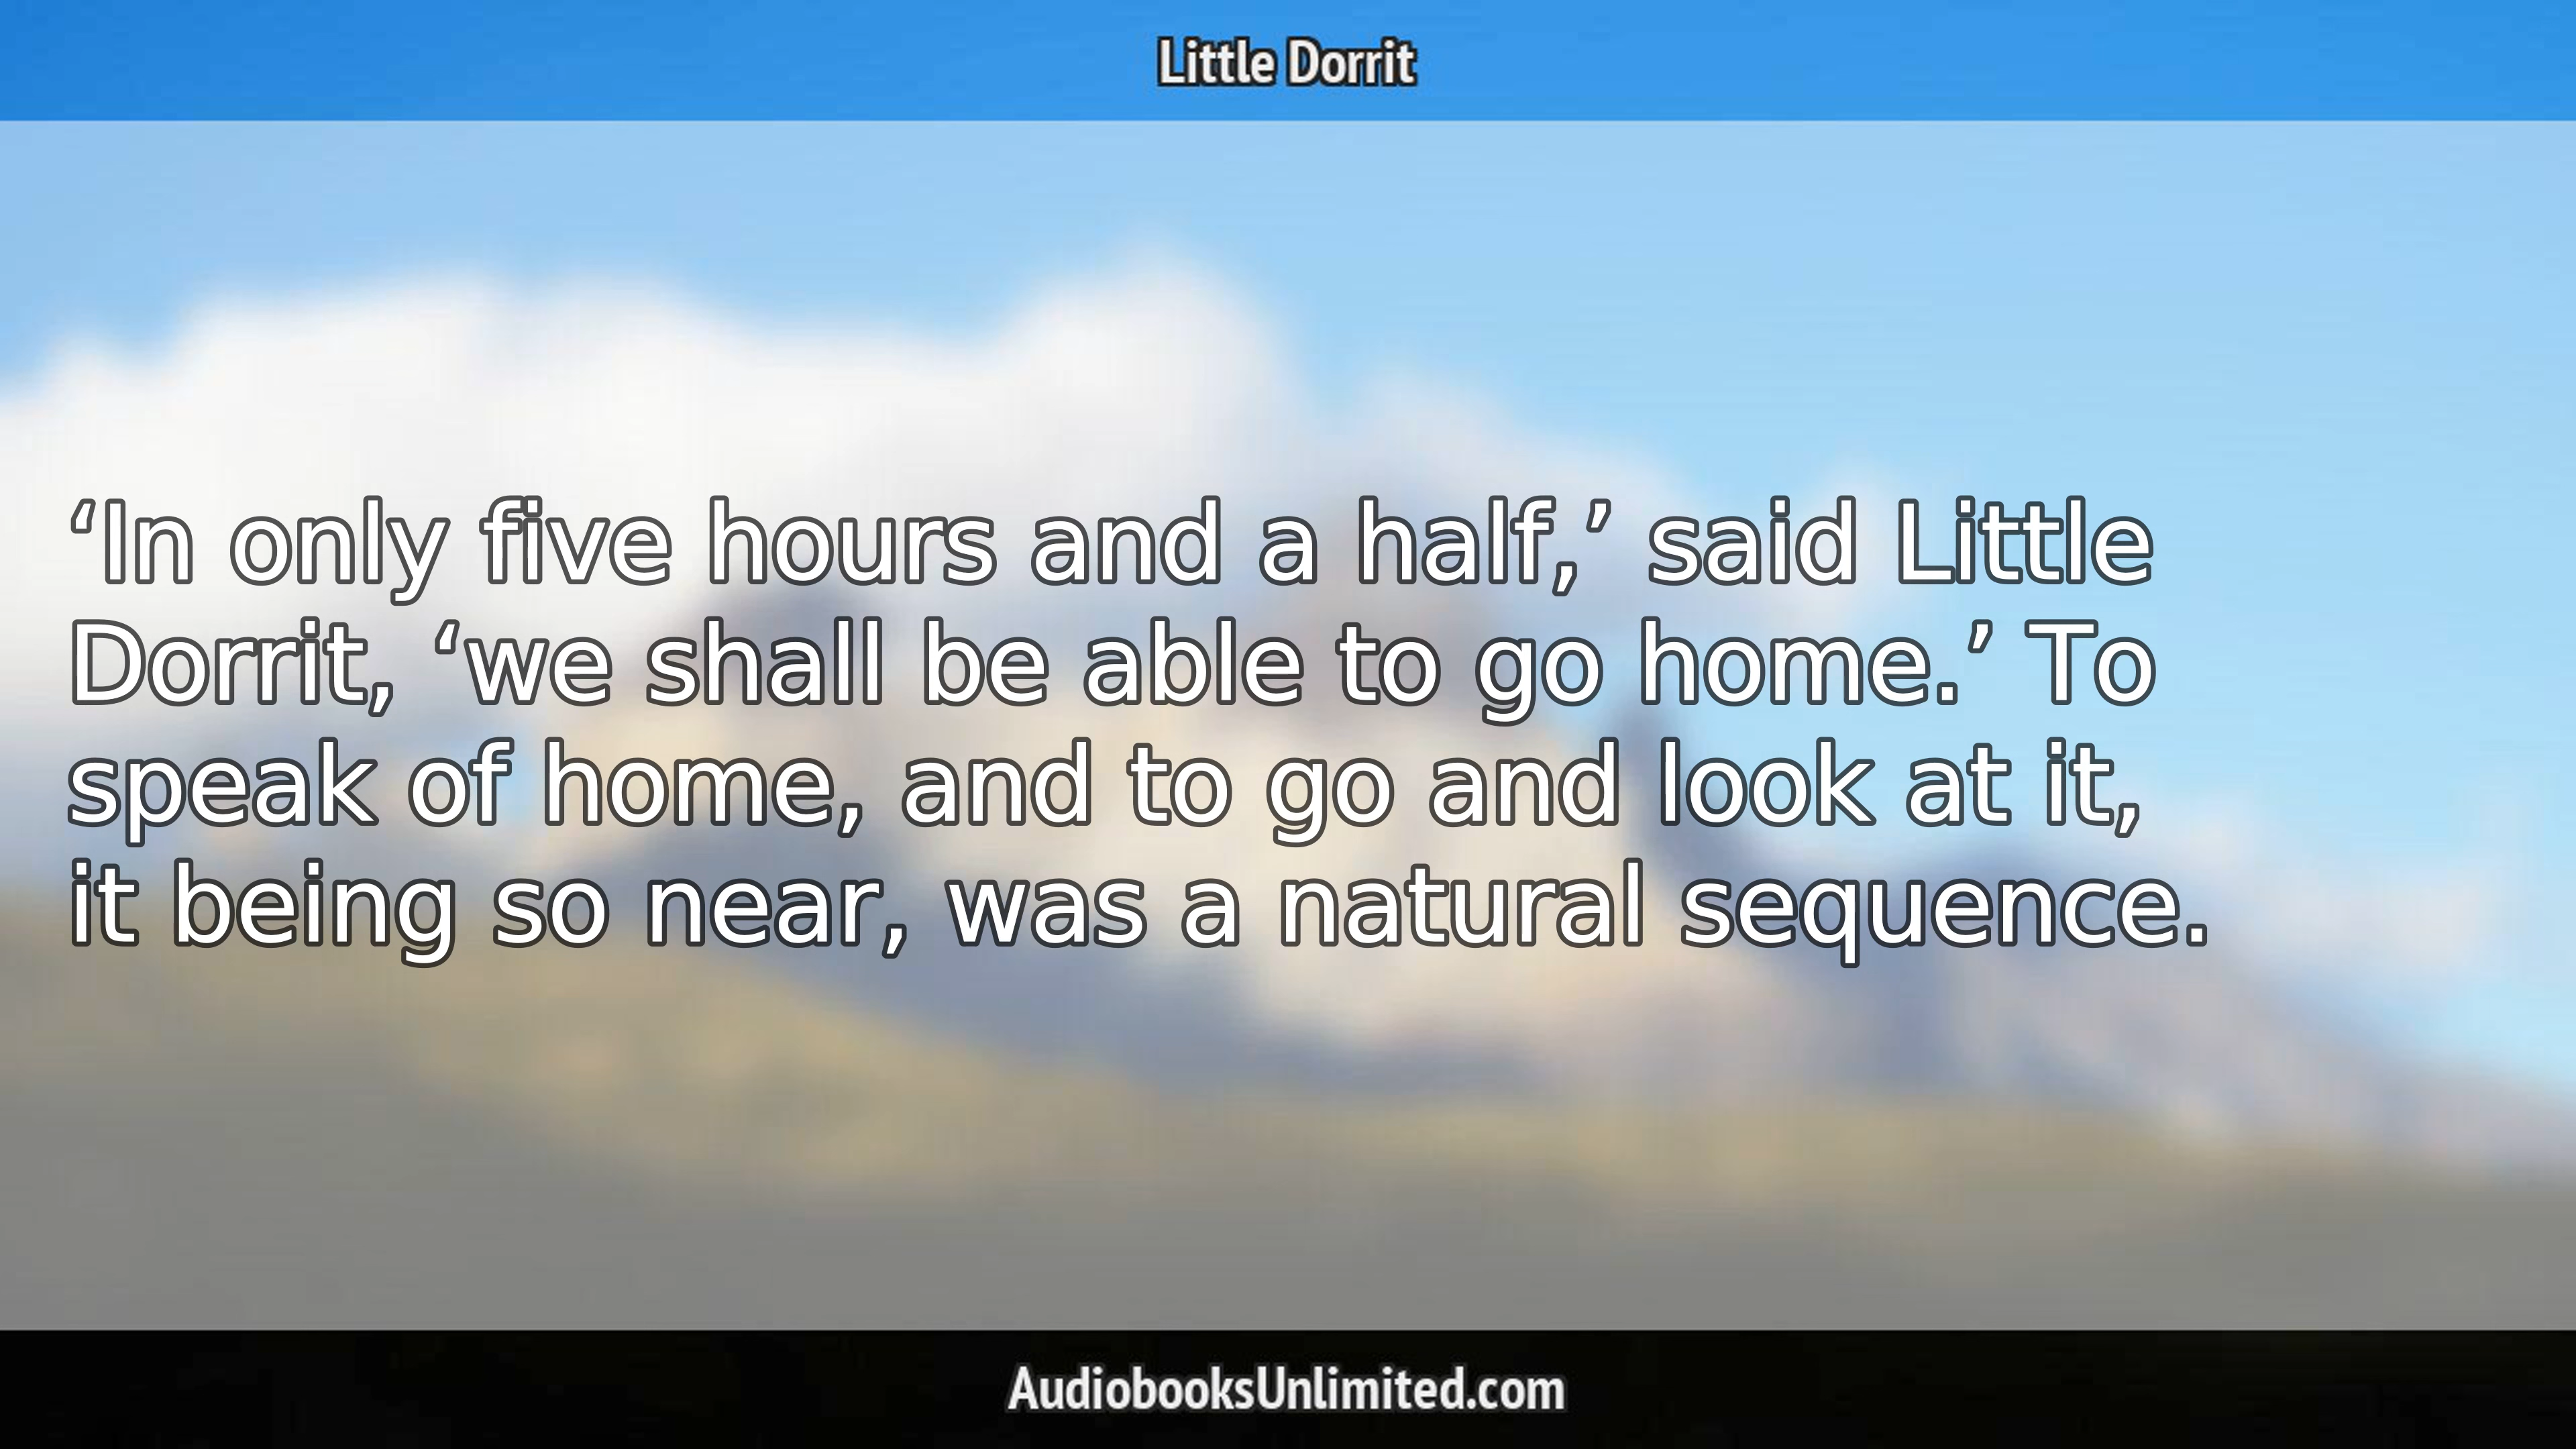 Little Dorrit
‘In only five hours and a half,’ said Little
Dorrit, ‘we shall be able to go home.’ To
speak of home, and to go and look at it,
it being so near, was a natural sequence.
AudiobooksUnlimited.com